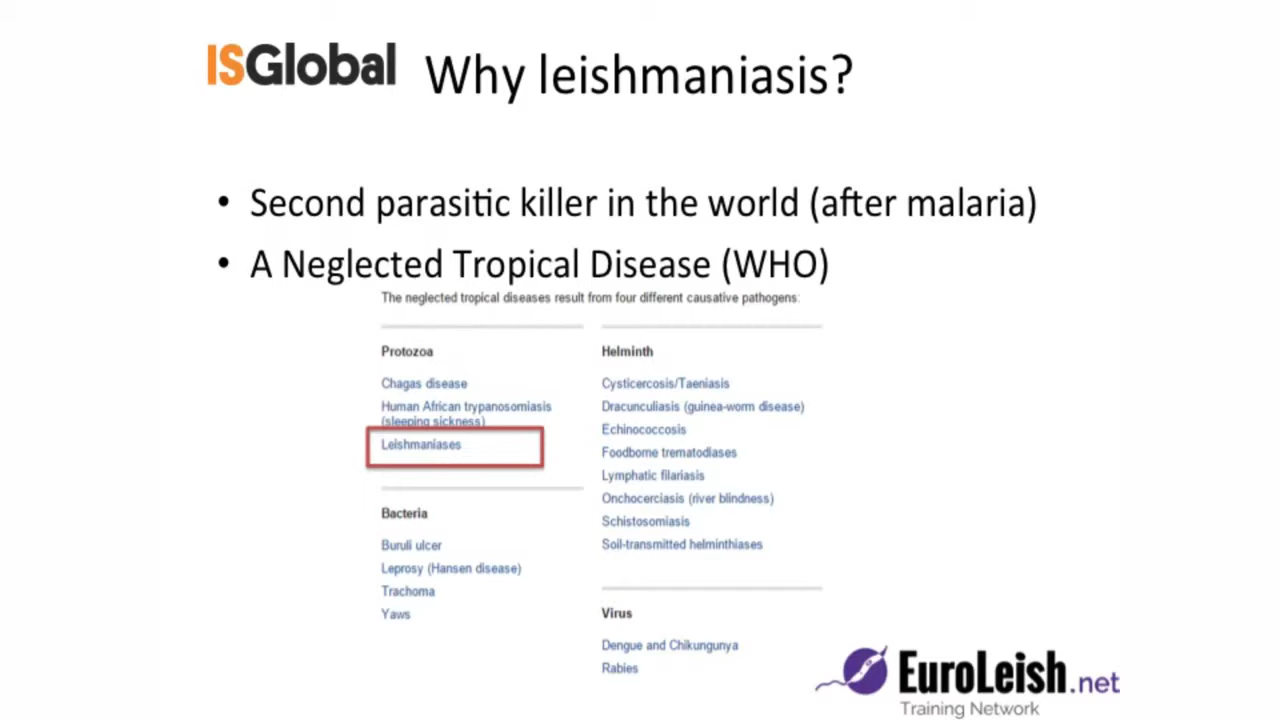 ISGlobal
Why leishmaniasis?
• Second parasitic killer in the world (after malaria)
• A Neglected Tropical Disease (WHO)
The neglected tropical diseases result from four different causative pathogens:
Protozoa
Chagas disease
Human African trypanosomiasis
(sleeping sickness)
Leishmaniases
Bacteria
Buruli ulcer
Leprosy (Hansen disease)
Trachoma
Yaws
Helminth
Cysticercosis/Taeniasis
Dracunculiasis (guinea-worm disease)
Echinococcosis
Foodborne trematodiases
Lymphatic filariasis
Onchocerciasis (river blindness)
Schistosomiasis
Soil-transmitted helminthiases
Virus
Dengue and Chikungunya
Rabies
EuroLeish.net
Training Network